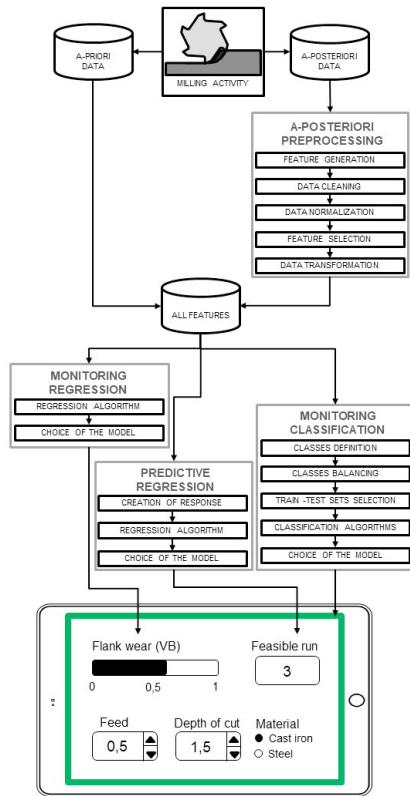 A-PRIORI
DATA
MILLING ACTIVITY
A-POSTERIORI
DATA
A-POSTERIORI
PREPROCESSING
FEATURE GENERATION
DATA CLEANING
DATA NORMALIZATION
FEATURE SELECTION
DATA TRANSFORMATION
ALL FEATURES
MONITORING
REGRESSION
REGRESSION ALGORITHM
CHOICE OF THE MODEL
PREDICTIVE
REGRESSION
CREATION OF RESPONSE
REGRESSION ALGORITHM
CHOICE OF THE MODEL
MONITORING
CLASSIFICATION
CLASSES DEFINITION
CLASSES BALANCING
TRAIN -TEST SETS SELECTION
CLASSIFICATION ALGORITHMS
CHOICE OF THE MODEL
Flank wear (VB)
0 0,5 1
Feasible run
3
Feed
0,5
Depth of cut
1,5
Material
Cast iron
Steel